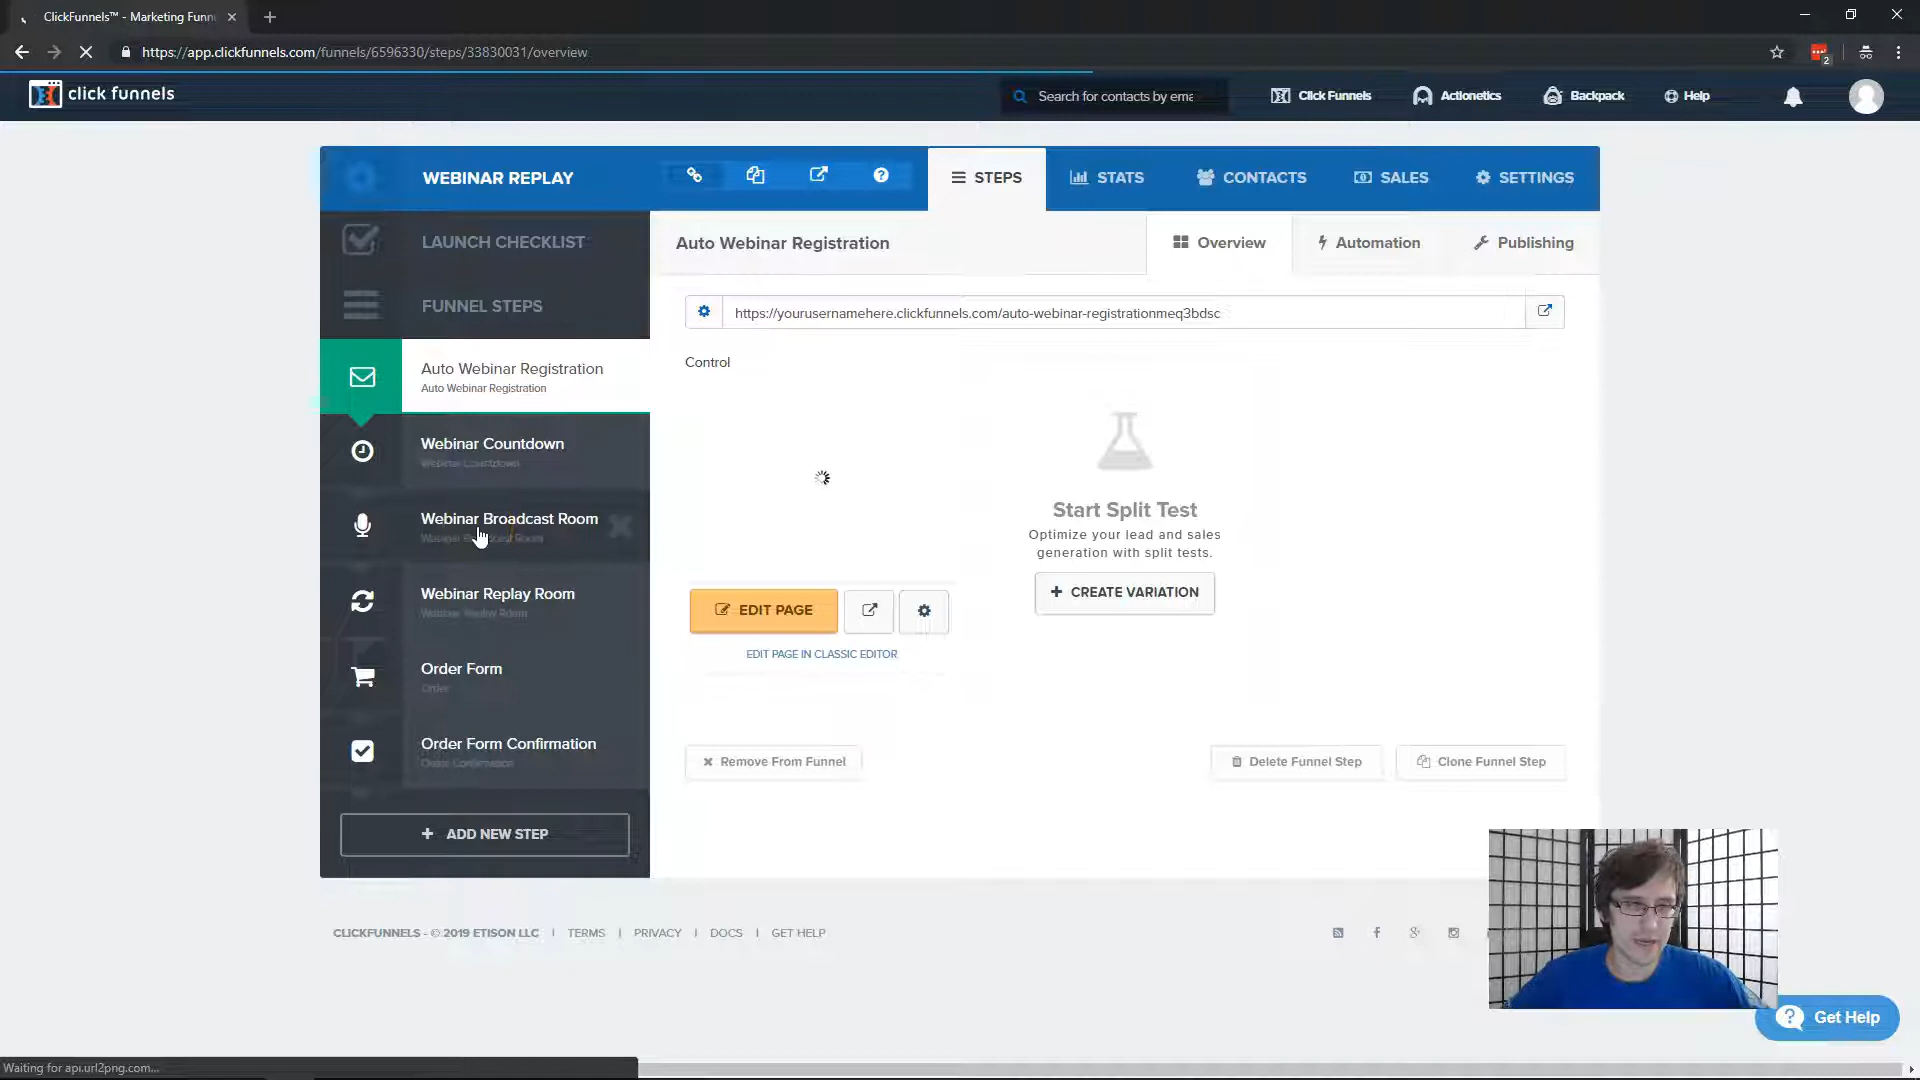 ClickFunnels™ - Marketing Funn
https://app.clickfunnels.com/funnels/6596330/steps/33830031/overview
2
click funnels
Search for contacts by ema
Click Funnels
Actionetics
Backpack
Help
WEBINAR REPLAY
STEPS
STATS
CONTACTS
SALES
SETTINGS
LAUNCH CHECKLIST
FUNNEL STEPS
Auto Webinar Registration
Overview
Automation
Publishing
https://yourusernamehere.clickfunnels.com/auto-webinar-registrationmeq3bdsc
Control
Auto Webinar Registration
Auto Webinar Registration
Webinar Countdown
Webinar Countdown
Webinar Broadcast Room
Webinar Replay Room
Webinar Replay Room
Order Form
Order
Order Form Confirmation
Order Confirmation
ADD NEW STEP
Start Split Test
Optimize your lead and sales
generation with split tests.
CREATE VARIATION
EDIT PAGE
EDIT PAGE IN CLASSIC EDITOR
Remove From Funnel
Delete Funnel Step
Clone Funnel Step
CLICKFUNNELS - © 2019 ETISON LLC
TERMS
PRIVACY
DOCS
GET HELP
Get Help
Waiting for api.url2png.com...